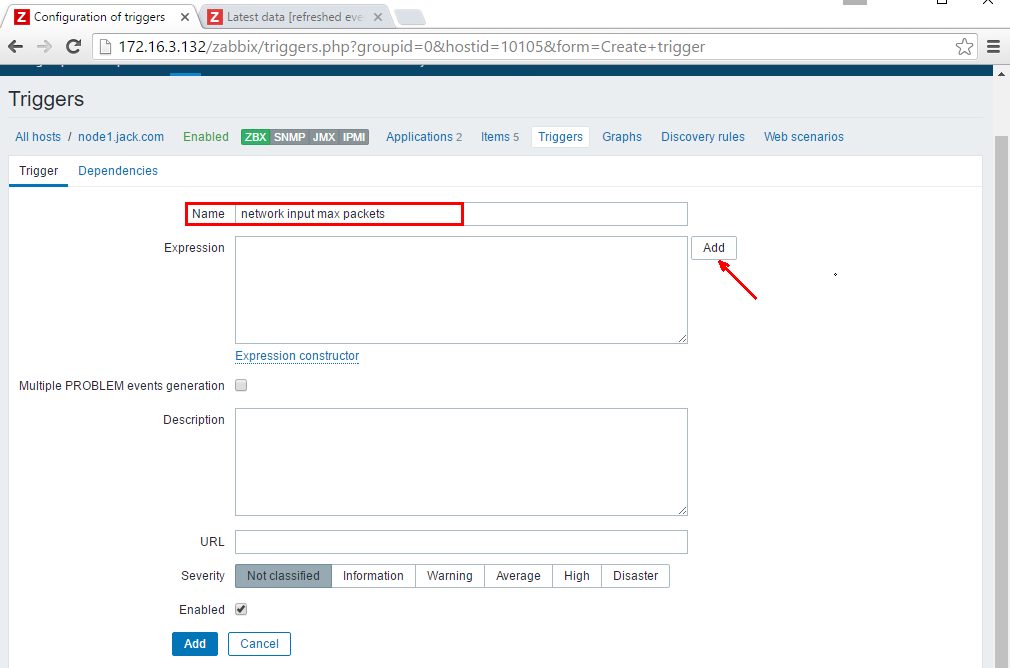 Z Configuration of triggers Z Latest data [refreshed eve
172.16.3.132/zabbix/triggers.php?groupid=0&hostid=10105&form=Create+trigger
Triggers
All hosts / node1.jack.com Enabled ZBX SNMP JMX IPMI Applications 2 Items 5 Triggers Graphs Discovery rules Web scenarios
Trigger Dependencies
Name network input max packets
Expression Add
Expression constructor
Multiple PROBLEM events generation
Description
URL
Severity Not classified Information Warning Average High Disaster
Enabled
Add Cancel